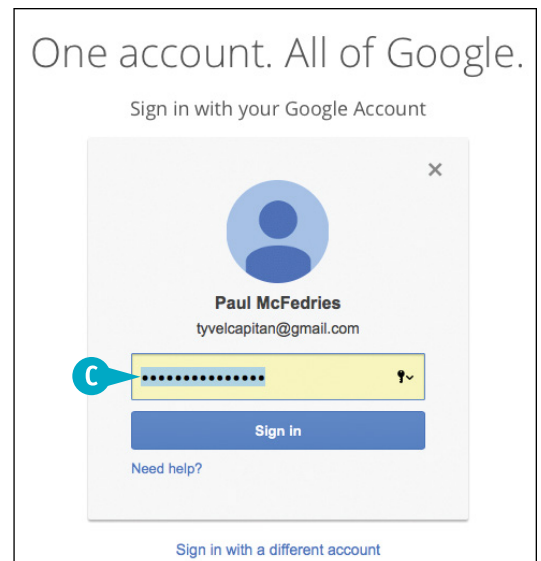 One account. All of Google.
Sign in with your Google Account
Paul McFedries
tyvelcapitan@gmail.com
C
•••••••••••••••
Sign in
Need help?
Sign in with a different account